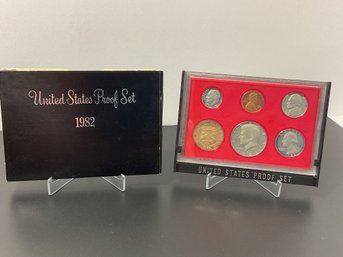 United States Proof Set
1982
UNITED STATES PROOF SET